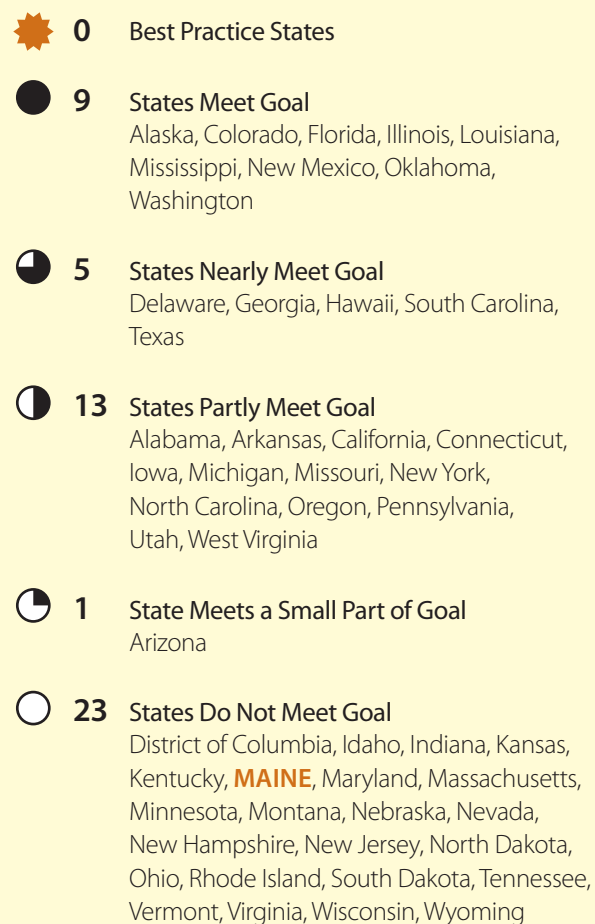 0 Best Practice States
9 States Meet Goal
Alaska, Colorado, Florida, Illinois, Louisiana,
Mississippi, New Mexico, Oklahoma,
Washington
5 States Nearly Meet Goal
Delaware, Georgia, Hawaii, South Carolina,
Texas
13 States Partly Meet Goal
Alabama, Arkansas, California, Connecticut,
Iowa, Michigan, Missouri, New York,
North Carolina, Oregon, Pennsylvania,
Utah, West Virginia
1 State Meets a Small Part of Goal
Arizona
23 States Do Not Meet Goal
District of Columbia, Idaho, Indiana, Kansas,
Kentucky, MAINE, Maryland, Massachusetts,
Minnesota, Montana, Nebraska, Nevada,
New Hampshire, New Jersey, North Dakota,
Ohio, Rhode Island, South Dakota, Tennessee,
Vermont, Virginia, Wisconsin, Wyoming